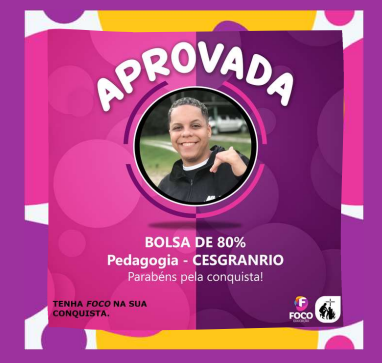 APROVADA
BOLSA DE 80%
Pedagogia - CESGRANRIO
Parabéns pela conquista!
TENHA FOCO NA SUA
CONQUISTA.
FOCO